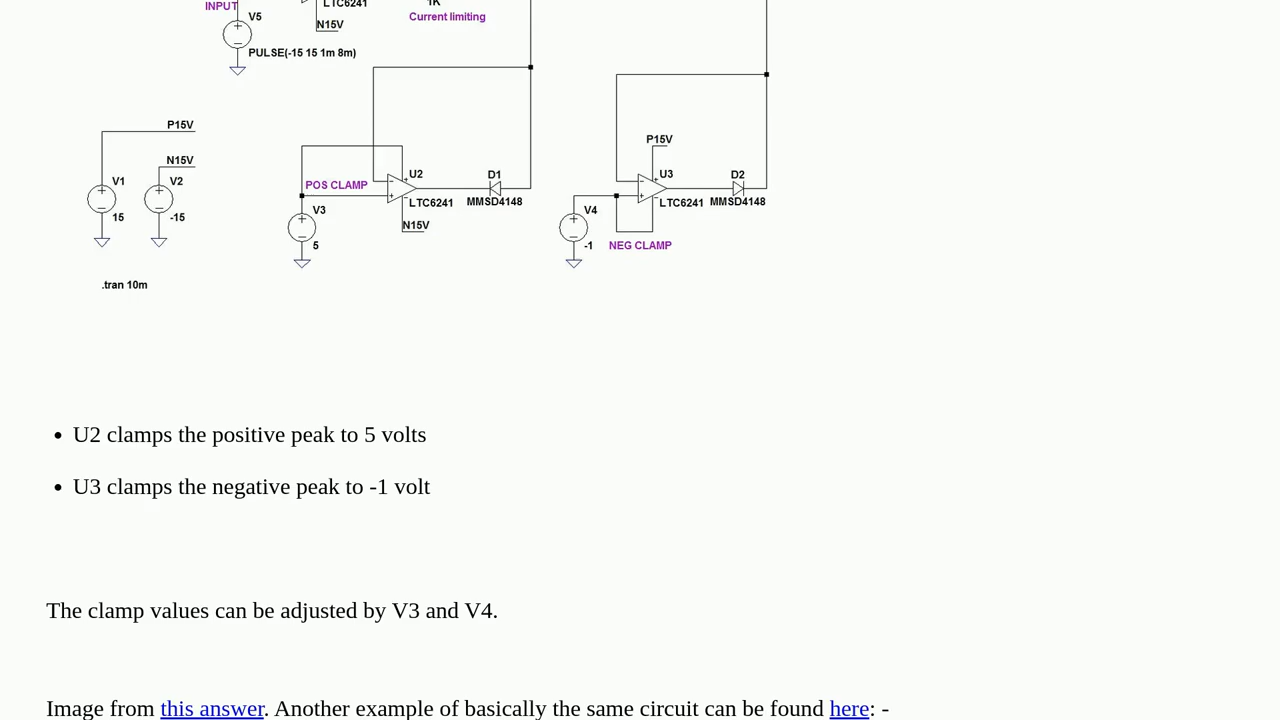 INPUT
V5
LTC6241
N15V
1K
Current limiting
PULSE(-15 15 1m 8m)
P15V
N15V
V1
15
V2
-15
.tran 10m
POS CLAMP
V3
5
U2
LTC6241
N15V
D1
MMSD4148
P15V
U3
LTC6241
D2
MMSD4148
V4
-1
NEG CLAMP
• U2 clamps the positive peak to 5 volts
• U3 clamps the negative peak to -1 volt
The clamp values can be adjusted by V3 and V4.
Image from this answer. Another example of basically the same circuit can be found here: -